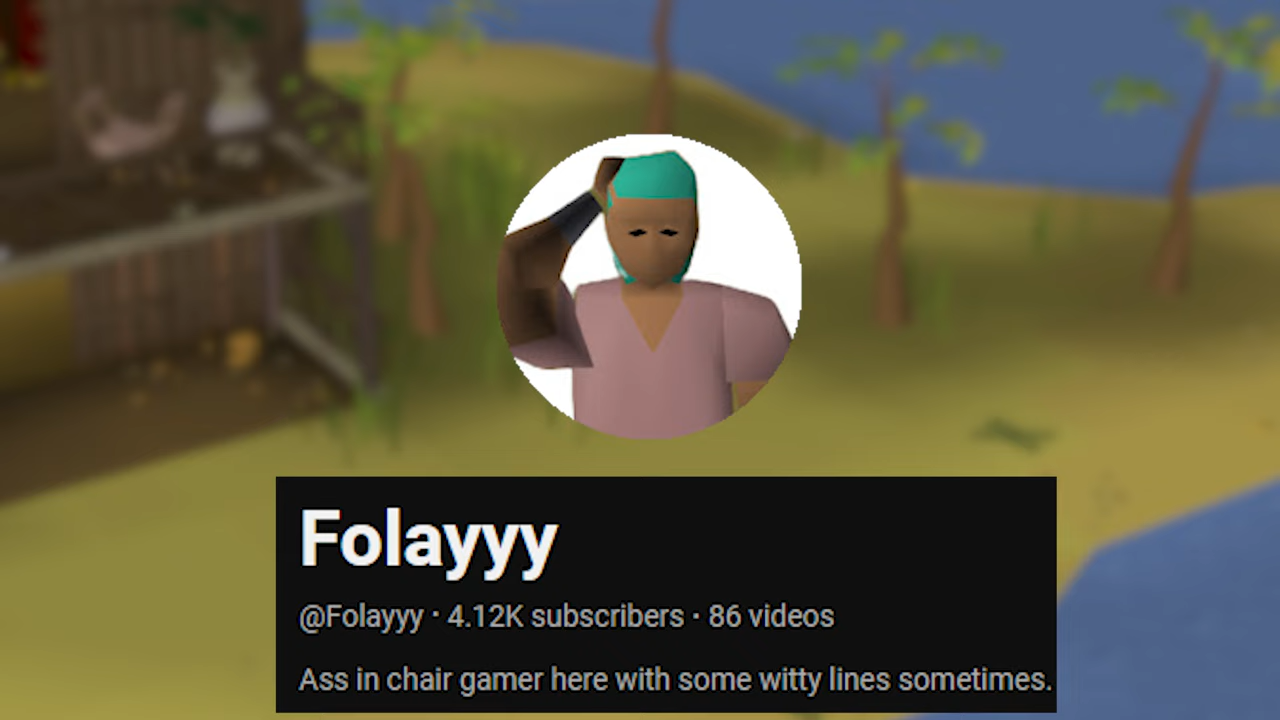 Folayyy
@Folayyy · 4.12K subscribers · 86 videos
Ass in chair gamer here with some witty lines sometimes.